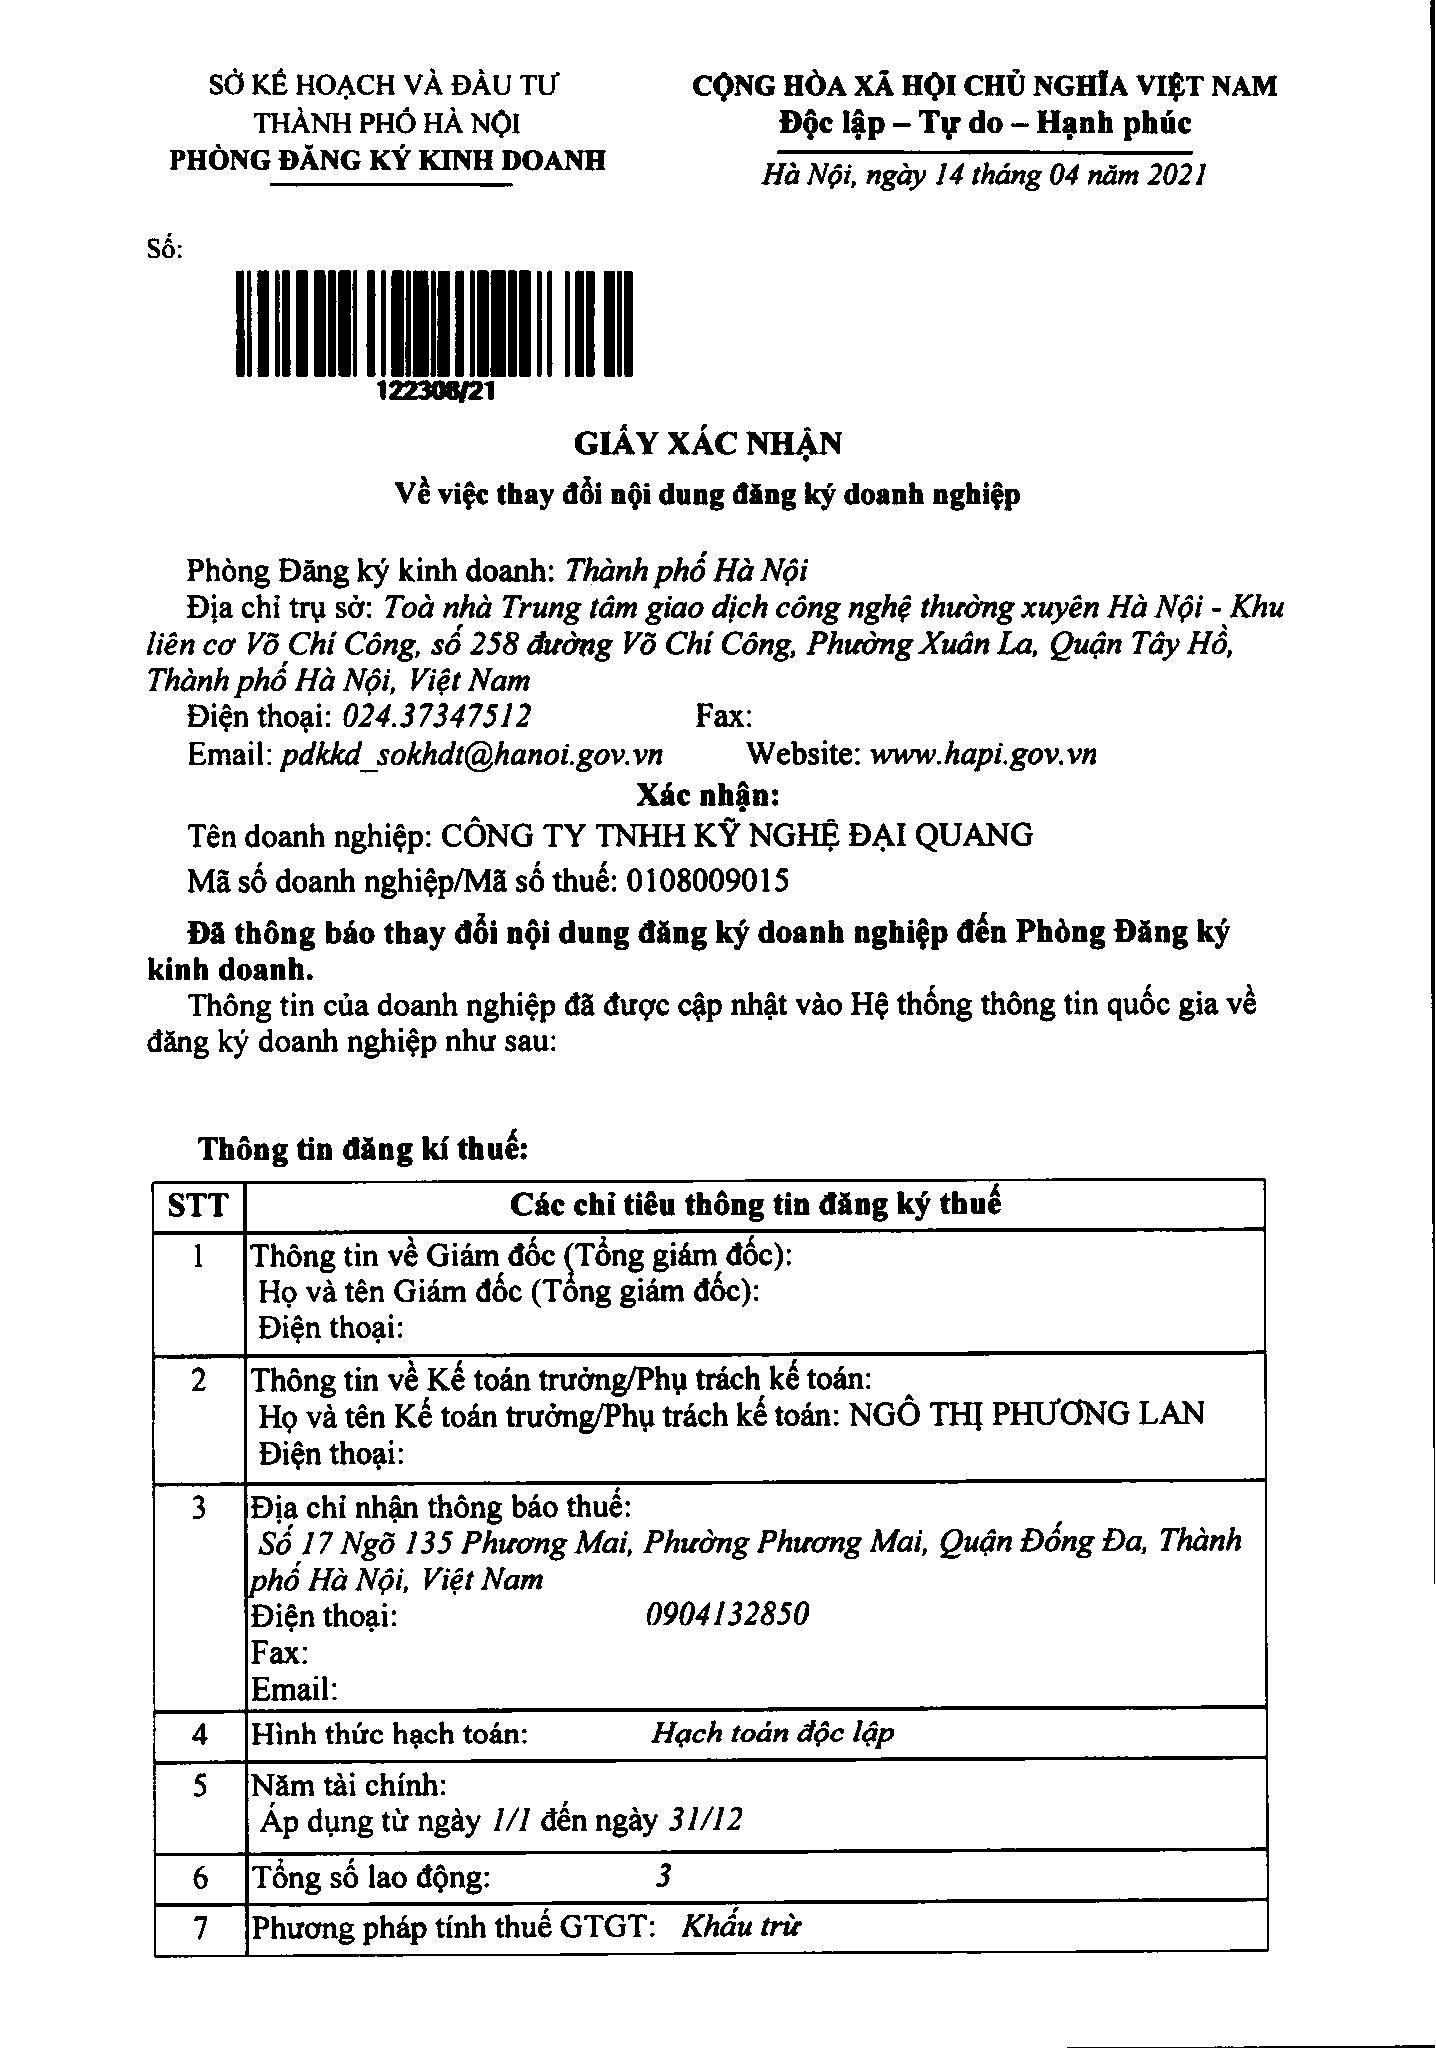 SỞ KẾ HOẠCH VÀ ĐẦU TƯ
THÀNH PHỐ HÀ NỘI
PHÒNG ĐĂNG KÝ KINH DOANH
CỘNG HÒA XÃ HỘI CHỦ NGHĨA VIỆT NAM
Độc lập – Tự do – Hạnh phúc
Hà Nội, ngày 14 tháng 04 năm 2021
Số:
122306/21
GIẤY XÁC NHẬN
Về việc thay đổi nội dung đăng ký doanh nghiệp
Phòng Đăng ký kinh doanh: Thành phố Hà Nội
Địa chỉ trụ sở: Toà nhà Trung tâm giao dịch công nghệ thường xuyên Hà Nội - Khu
liên cơ Võ Chí Công, số 258 đường Võ Chí Công, Phường Xuân La, Quận Tây Hồ,
Thành phố Hà Nội, Việt Nam
Điện thoại: 024.37347512 Fax:
Email: pdkkd_sokhdt@hanoi.gov.vn Website: www.hapi.gov.vn
Xác nhận:
Tên doanh nghiệp: CÔNG TY TNHH KỸ NGHỆ ĐẠI QUANG
Mã số doanh nghiệp/Mã số thuế: 0108009015
Đã thông báo thay đổi nội dung đăng ký doanh nghiệp đến Phòng Đăng ký
kinh doanh.
Thông tin của doanh nghiệp đã được cập nhật vào Hệ thống thông tin quốc gia về
đăng ký doanh nghiệp như sau:
Thông tin đăng kí thuế:
STT Các chỉ tiêu thông tin đăng ký thuế
1 Thông tin về Giám đốc (Tổng giám đốc):
Họ và tên Giám đốc (Tổng giám đốc):
Điện thoại:
2 Thông tin về Kế toán trưởng/Phụ trách kế toán:
Họ và tên Kế toán trưởng/Phụ trách kế toán: NGÔ THỊ PHƯƠNG LAN
Điện thoại:
3 Địa chỉ nhận thông báo thuế:
Số 17 Ngõ 135 Phương Mai, Phường Phương Mai, Quận Đống Đa, Thành
phố Hà Nội, Việt Nam
Điện thoại: 0904132850
Fax:
Email:
4 Hình thức hạch toán: Hạch toán độc lập
5 Năm tài chính:
Áp dụng từ ngày 1/1 đến ngày 31/12
6 Tổng số lao động: 3
7 Phương pháp tính thuế GTGT: Khấu trừ